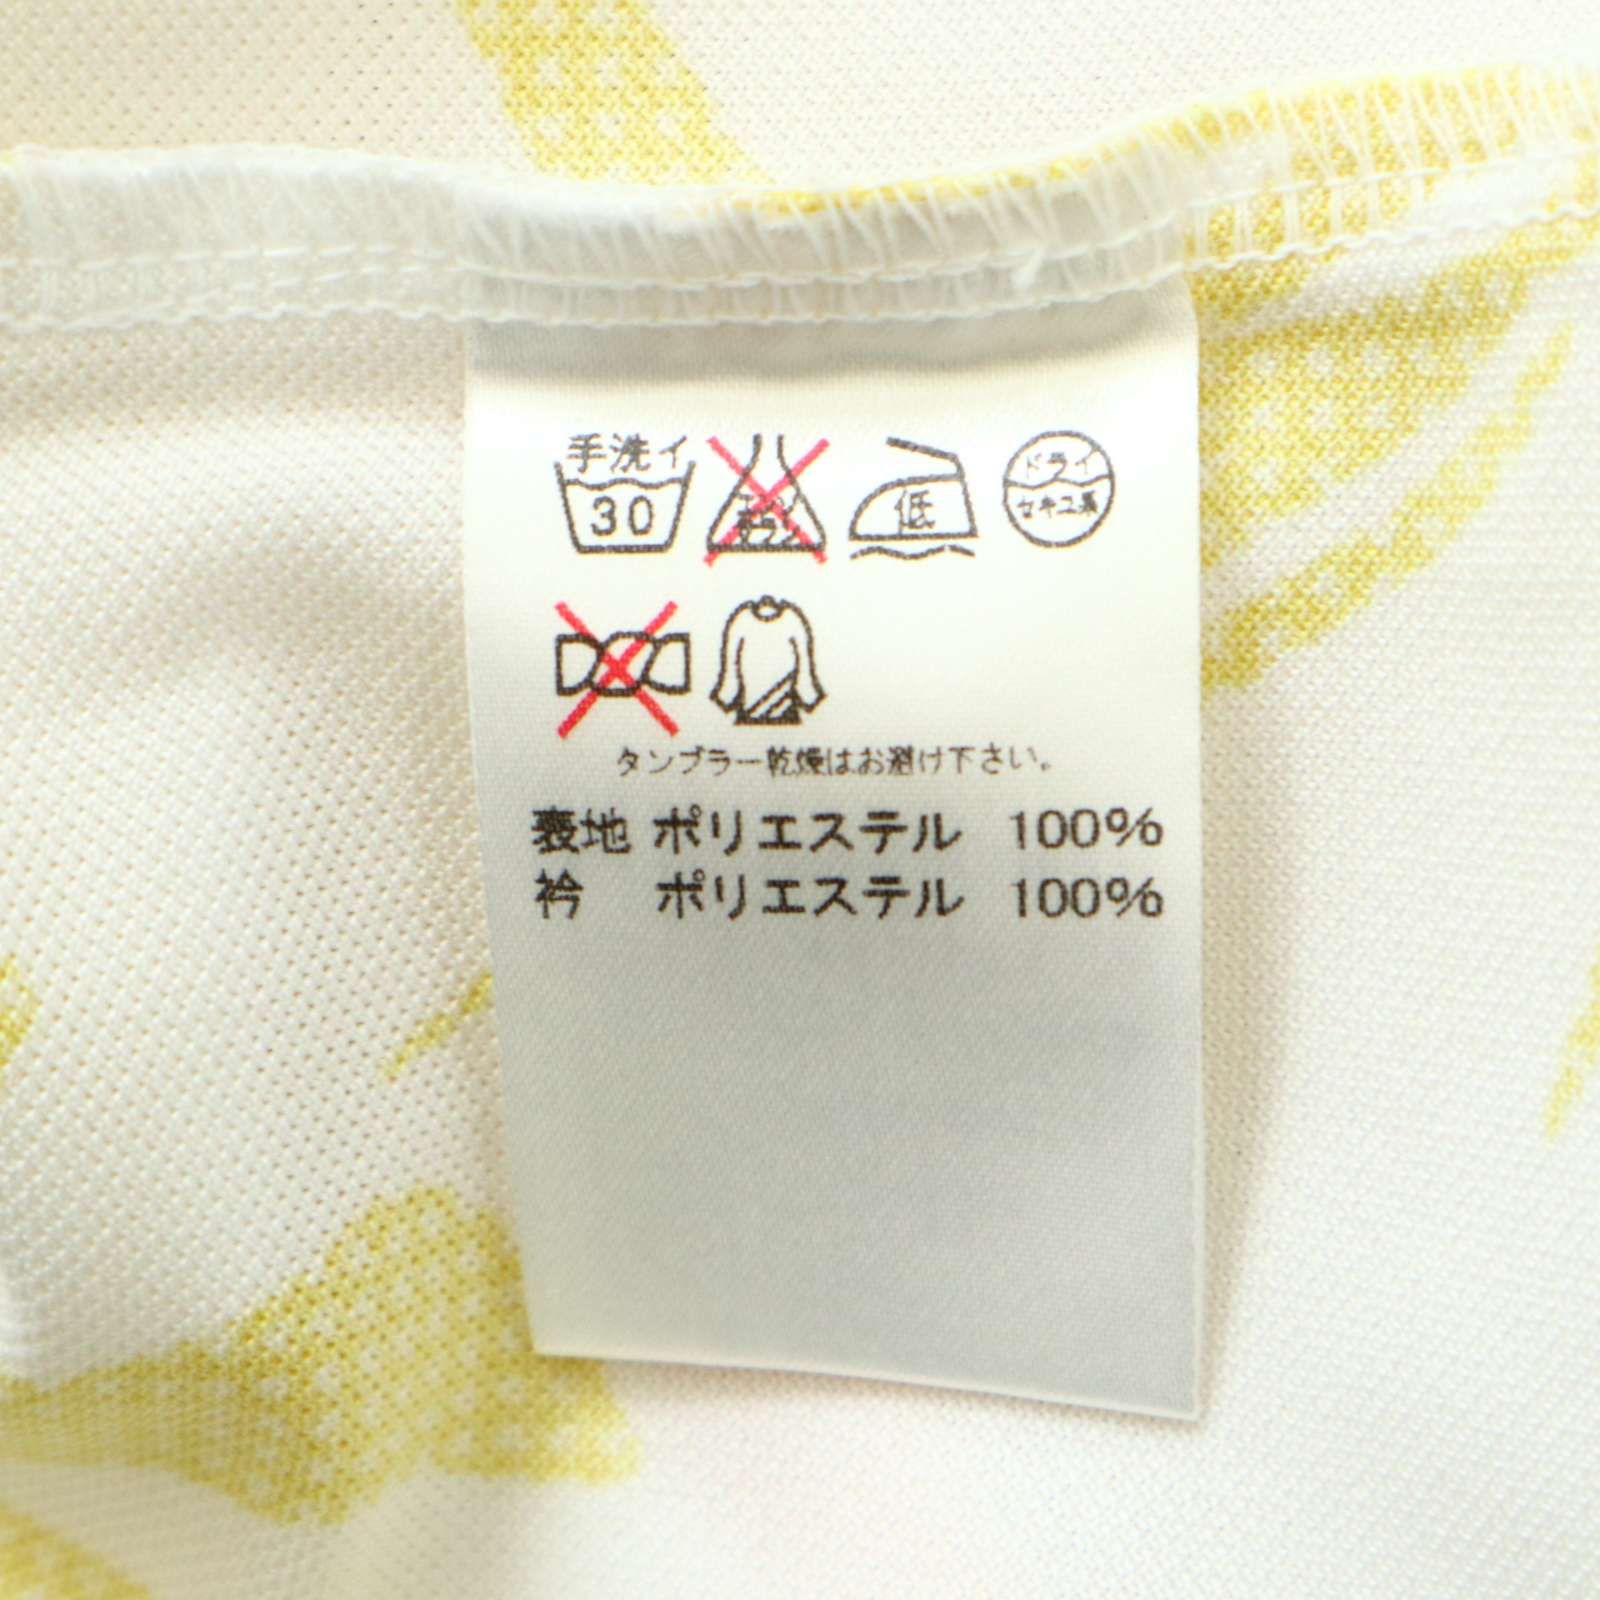 手洗イ
30
低
ドライ
セキユ系
タンブラー乾燥はお避け下さい。
表地 ポリエステル 100%
衿 ポリエステル 100%